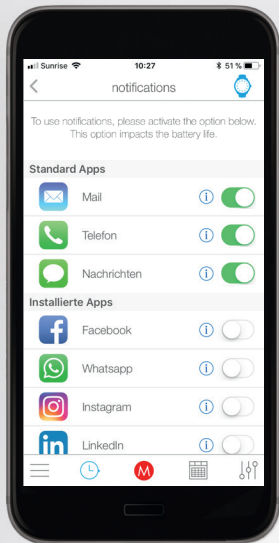 Sunrise 10:27 51 %
notifications
To use notifications, please activate the option below.
This option impacts the battery life.
Standard Apps
Mail
Telefon
Nachrichten
Installierte Apps
Facebook
Whatsapp
Instagram
in LinkedIn
M